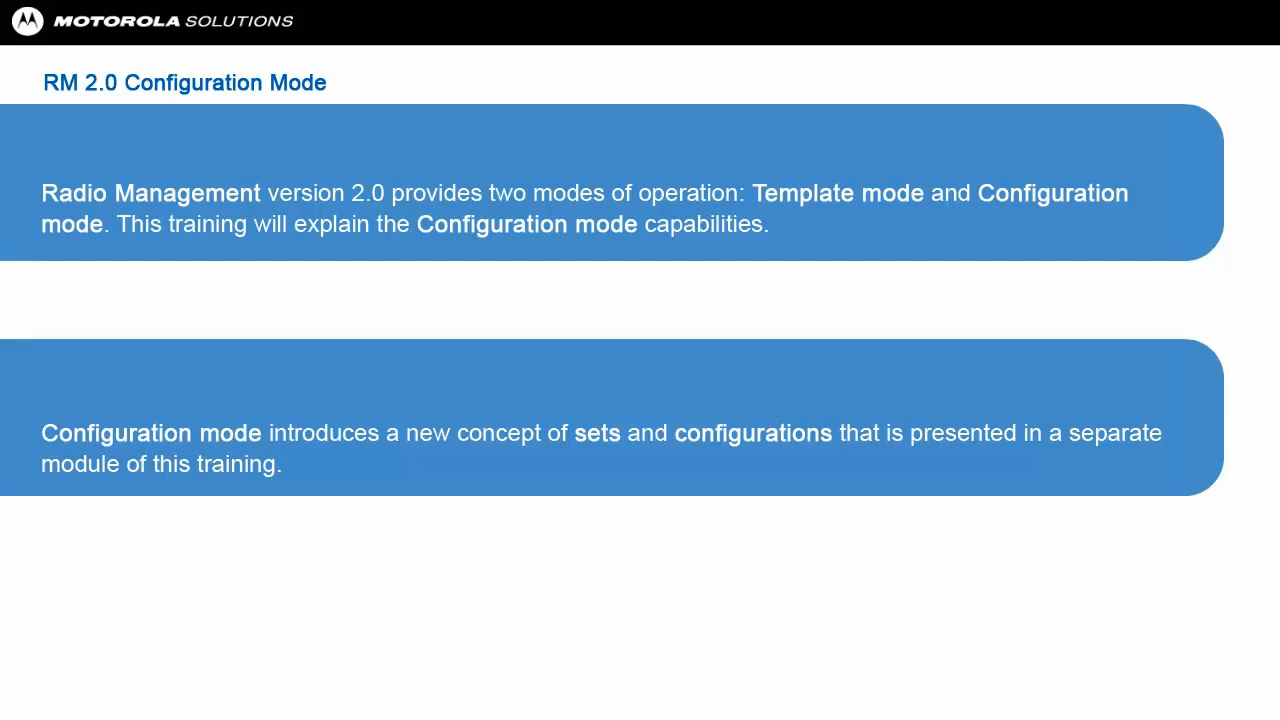 MOTOROLA SOLUTIONS
RM 2.0 Configuration Mode
Radio Management version 2.0 provides two modes of operation: Template mode and Configuration
mode. This training will explain the Configuration mode capabilities.
Configuration mode introduces a new concept of sets and configurations that is presented in a separate
module of this training.